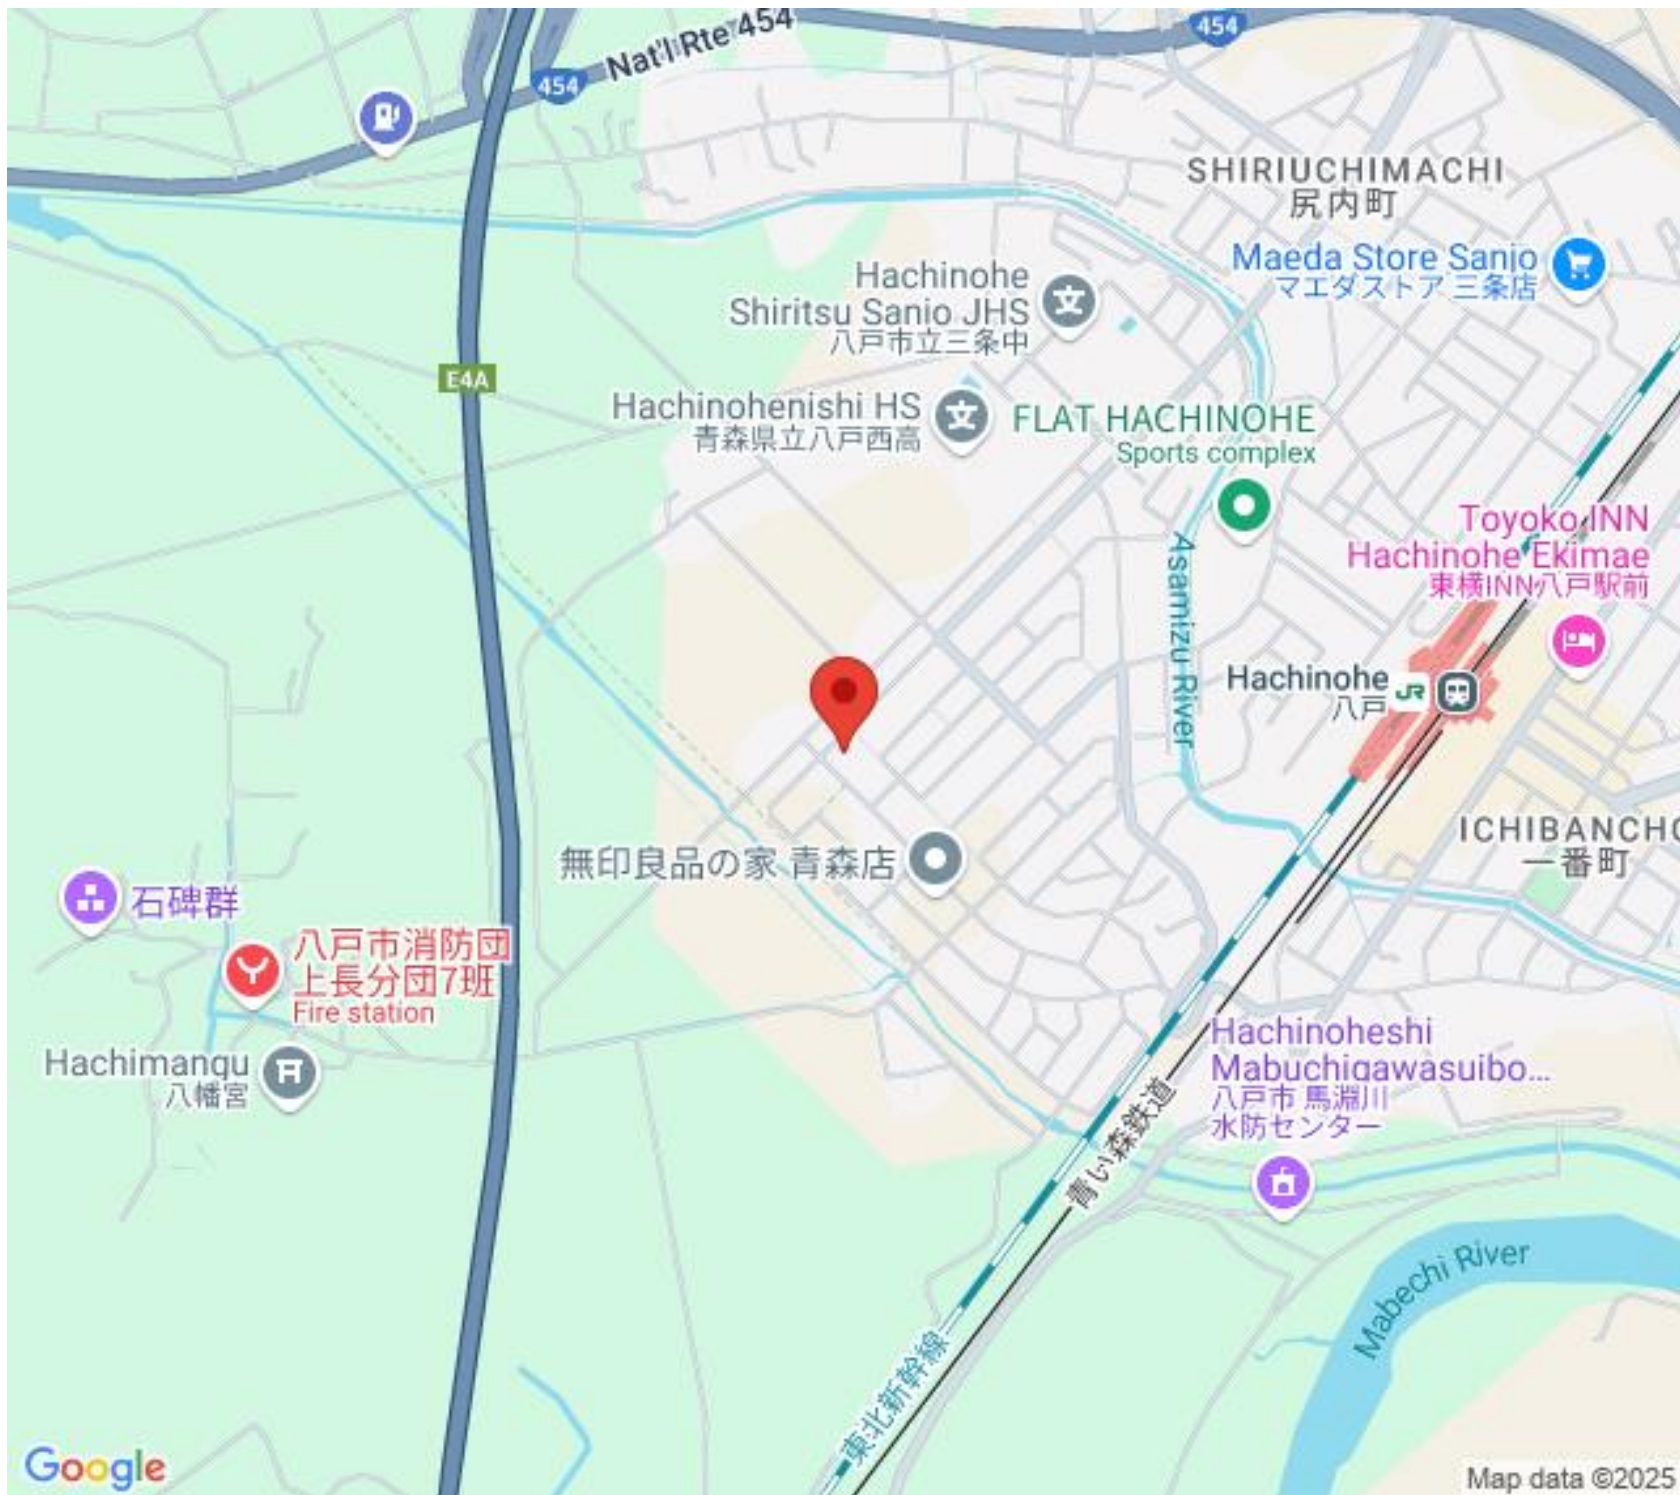 Nat'l Rte 454
454
454
SHIRIUCHIMACHI
尻内町
Maeda Store Sanjo
マエダストア 三条店
Hachinohe
Shiritsu Sanjo JHS
八戸市立三条中
E4A
Hachinohenishi HS
青森県立八戸西高
FLAT HACHINOHE
Sports complex
Toyoko INN
Hachinohe Ekimae
東横INN八戸駅前
Asamizu River
Hachinohe
八戸
JR
ICHIBANCHO
一番町
無印良品の家 青森店
石碑群
八戸市消防団
上長分団7班
Fire station
Hachimangu
八幡宮
Hachinoheshi
Mabuchigawasuibo...
八戸市 馬淵川
水防センター
青い森鉄道
Mabechi River
東北新幹線
Google
Map data ©2025